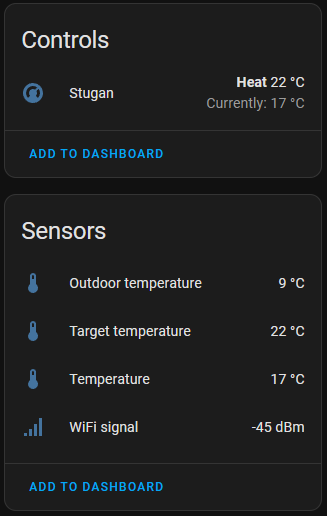 Controls
Stugan
Heat 22 °C
Currently: 17 °C
ADD TO DASHBOARD
Sensors
Outdoor temperature 9 °C
Target temperature 22 °C
Temperature 17 °C
WiFi signal -45 dBm
ADD TO DASHBOARD